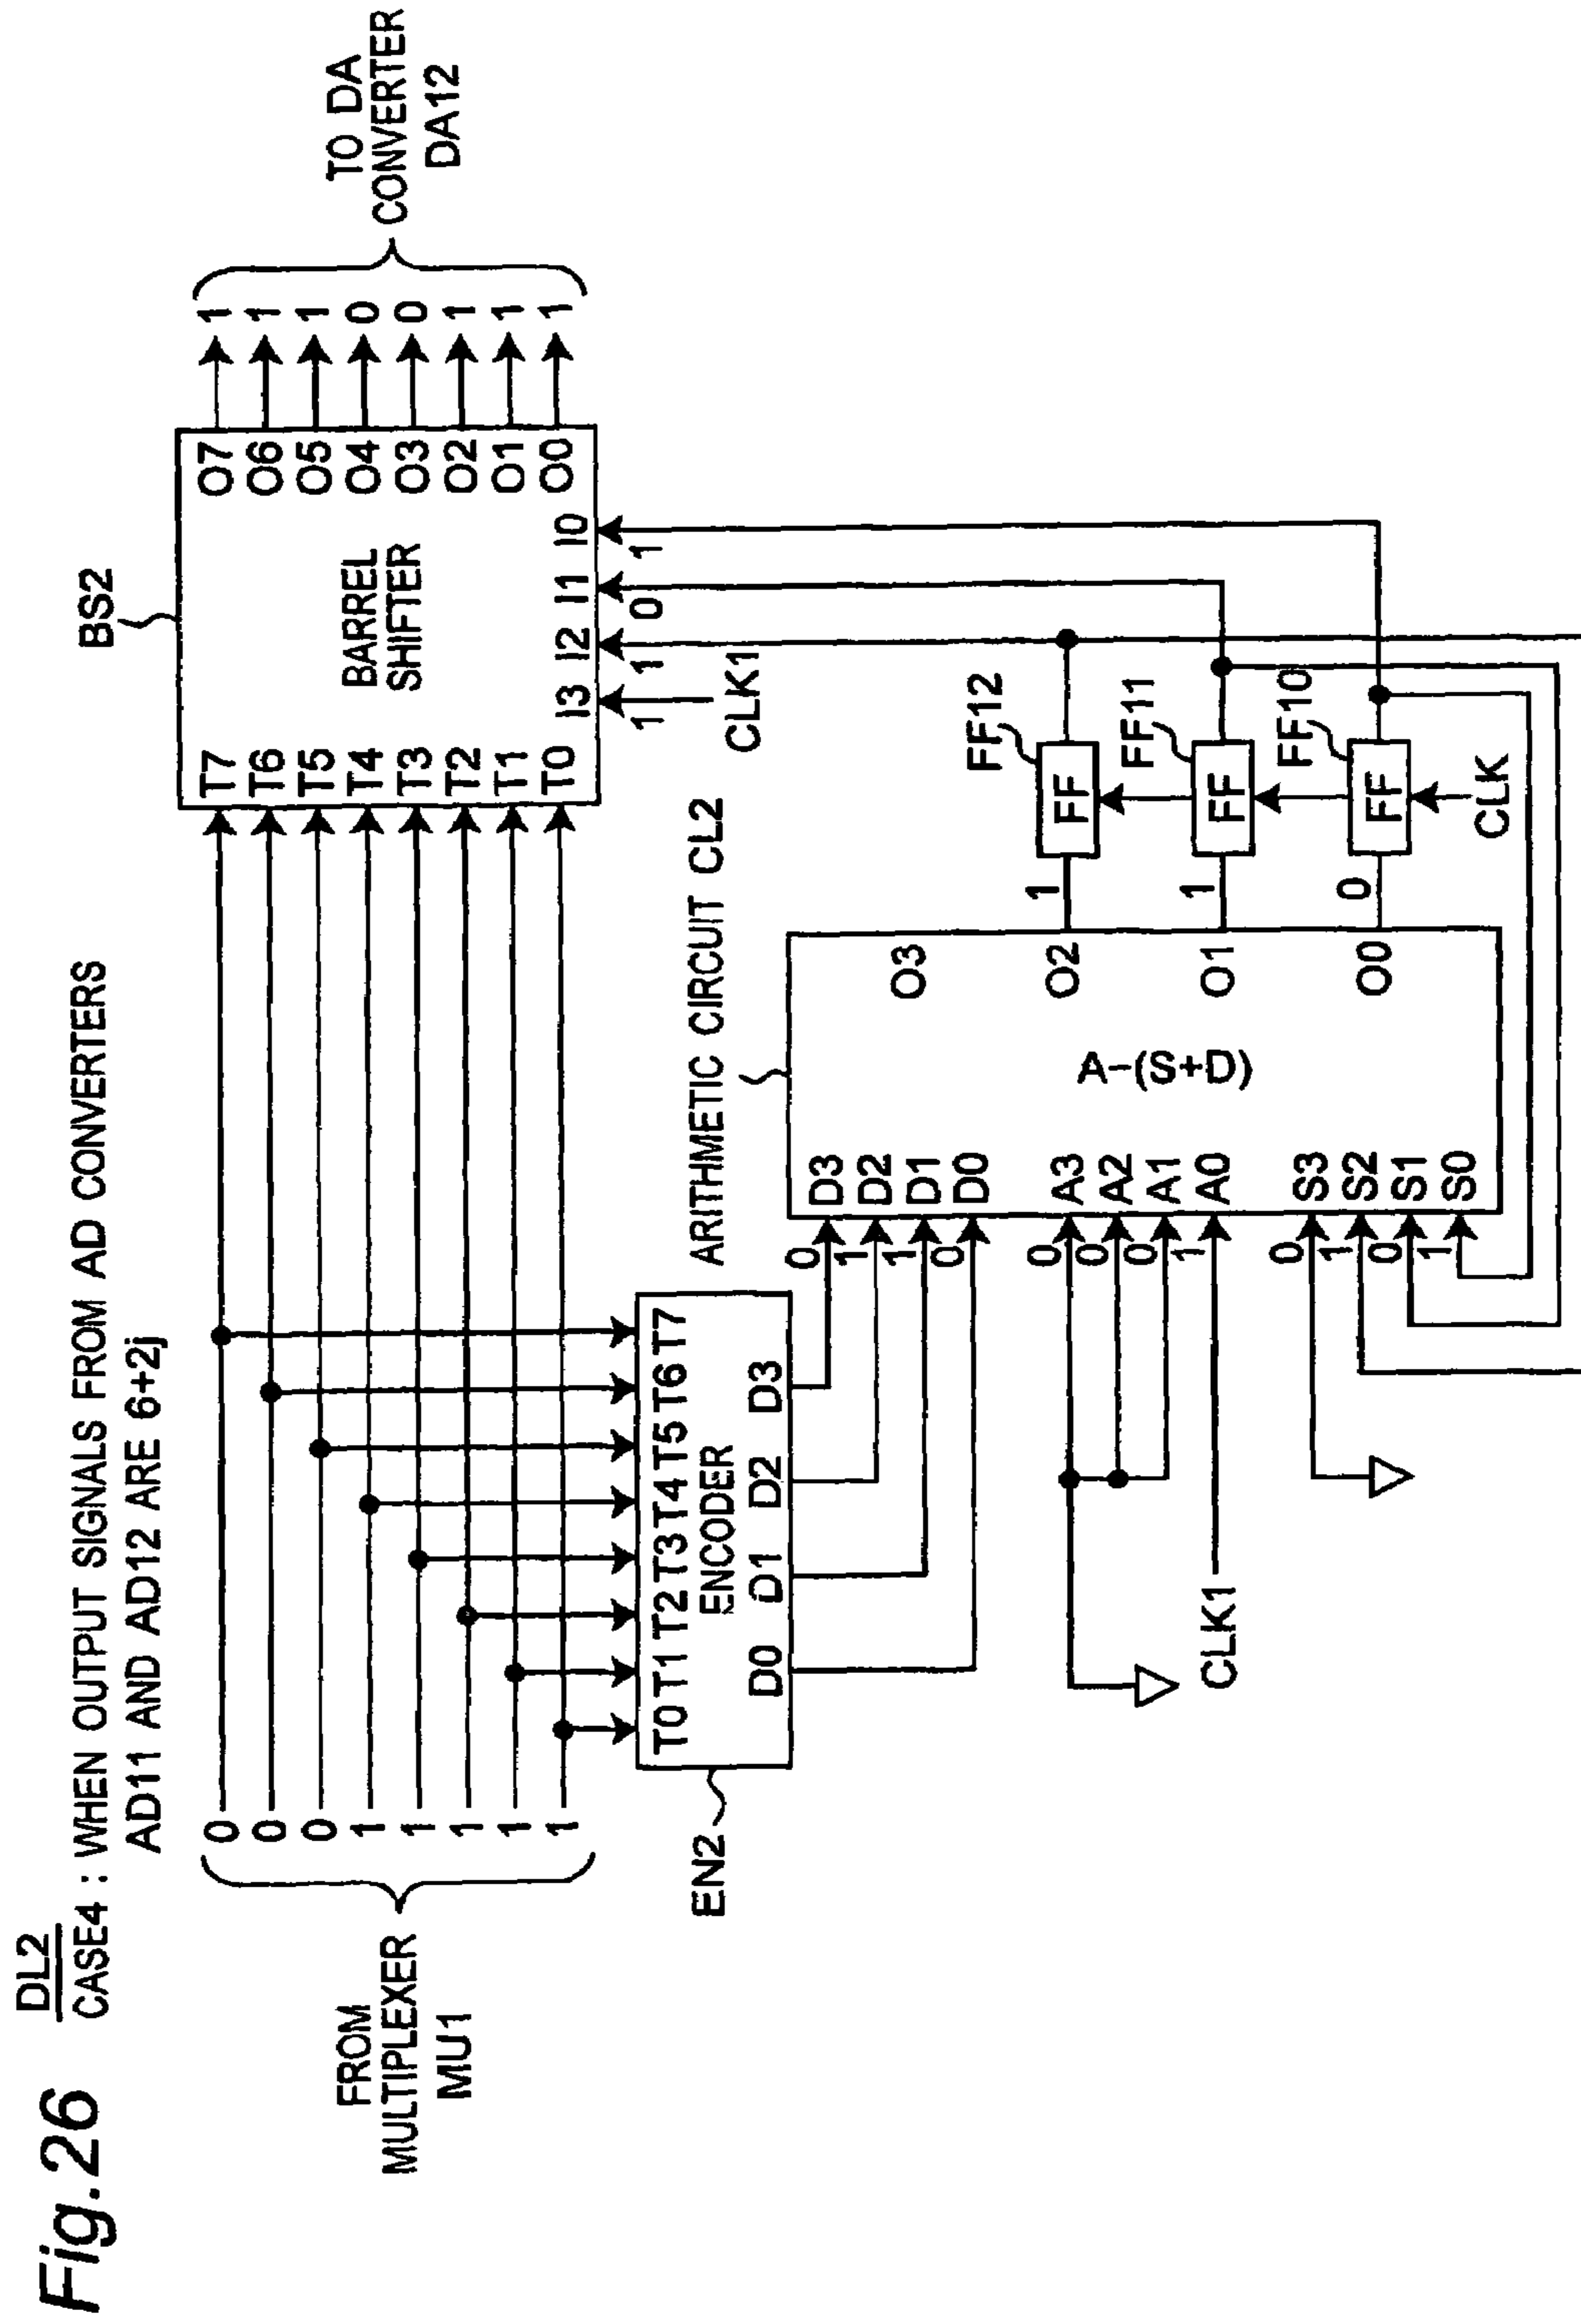 Fig.26
DL2
CASE4 : WHEN OUTPUT SIGNALS FROM AD CONVERTERS
AD11 AND AD12 ARE 6+2j
FROM
MULTIPLEXER
MU1
0
0
0
1
1
1
1
1
BS2
T7
T6
T5
T4
T3
T2
T1
T0
BARREL
SHIFTER
O7
O6
O5
O4
O3
O2
O1
O0
I3 I2 I1 I0
1 1 0 1
CLK1
1
1
1
0
0
1
1
1
TO DA
CONVERTER
DA12
EN2
T0 T1 T2 T3 T4 T5 T6 T7
ENCODER
D0 D1 D2 D3
ARITHMETIC CIRCUIT CL2
0 D3
1 D2
1 D1
0 D0
0 A3
0 A2
0 A1
1 A0
0 S3
1 S2
0 S1
1 S0
CLK1
A-(S+D)
O3
O2 1
O1 1
O0 0
FF12
FF
FF11
FF
FF10
FF
CLK